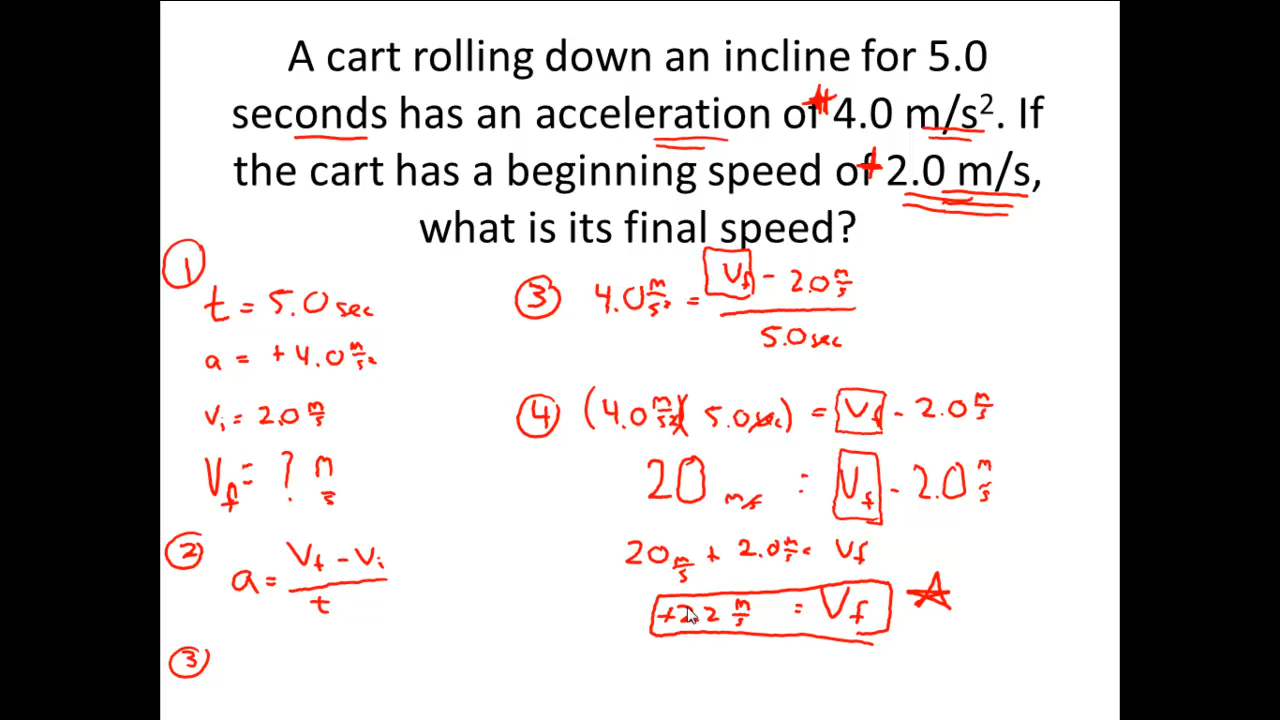 A cart rolling down an incline for 5.0
seconds has an acceleration of +4.0 m/s². If
the cart has a beginning speed of +2.0 m/s,
what is its final speed?
①
t = 5.0 sec
a = +4.0 m/s²
Vi = 2.0 m/s
Vf = ? m/s
②
a = (Vf - Vi)/t
③
③ 4.0 m/s² = (Vf - 2.0 m/s)/5.0 sec
④ (4.0 m/s²)(5.0 sec) = Vf - 2.0 m/s
20 m/s = Vf - 2.0 m/s
20 m/s + 2.0 m/s = Vf
+22 m/s = Vf